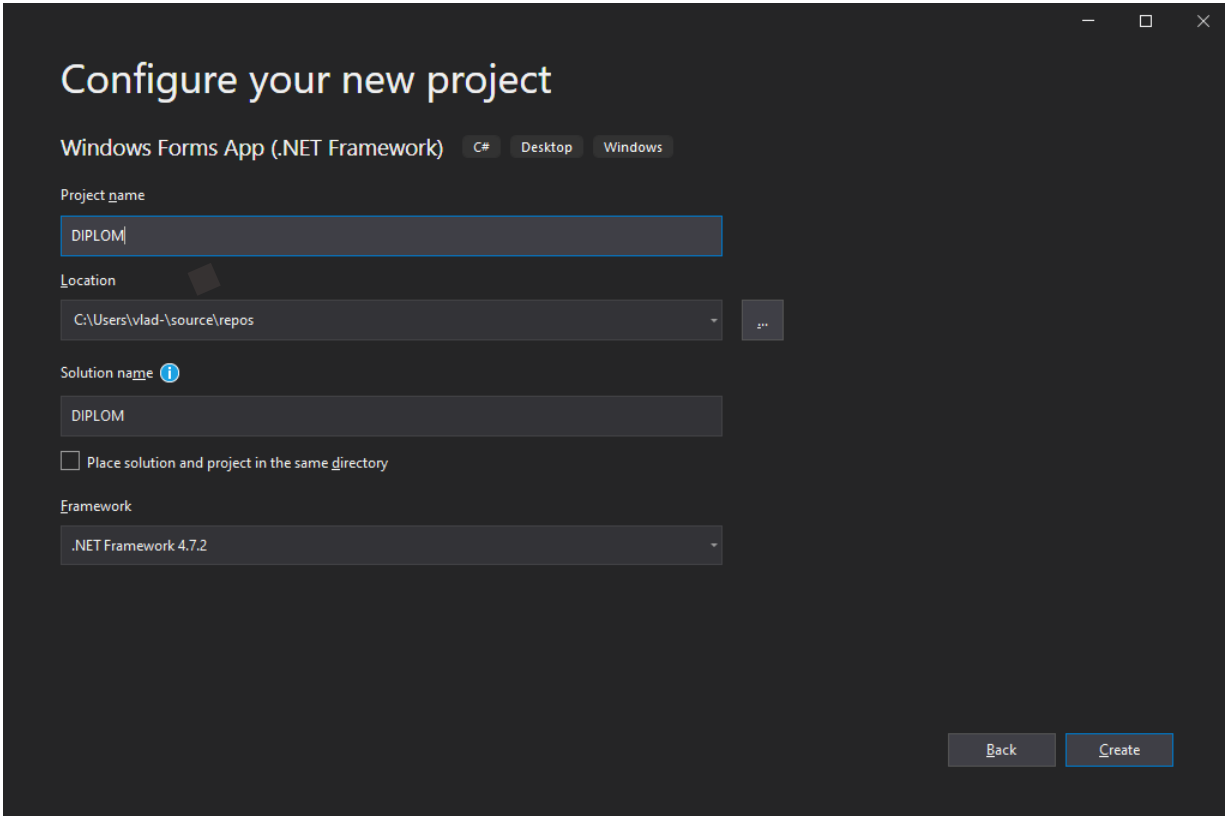 Configure your new project
Windows Forms App (.NET Framework) C# Desktop Windows
Project name
DIPLOM
Location
C:\Users\vlad-\source\repos
...
Solution name
DIPLOM
Place solution and project in the same directory
Framework
.NET Framework 4.7.2
Back Create